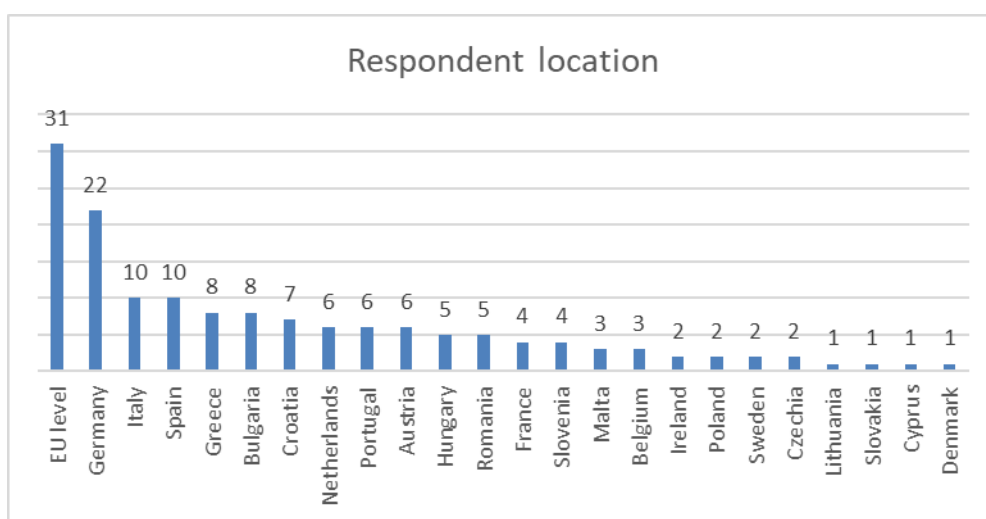 Respondent location
31
22
10
10
8
8
7
6
6
6
5
5
4
4
3
3
2
2
2
2
1
1
1
1
EU level
Germany
Italy
Spain
Greece
Bulgaria
Croatia
Netherlands
Portugal
Austria
Hungary
Romania
France
Slovenia
Malta
Belgium
Ireland
Poland
Sweden
Czechia
Lithuania
Slovakia
Cyprus
Denmark